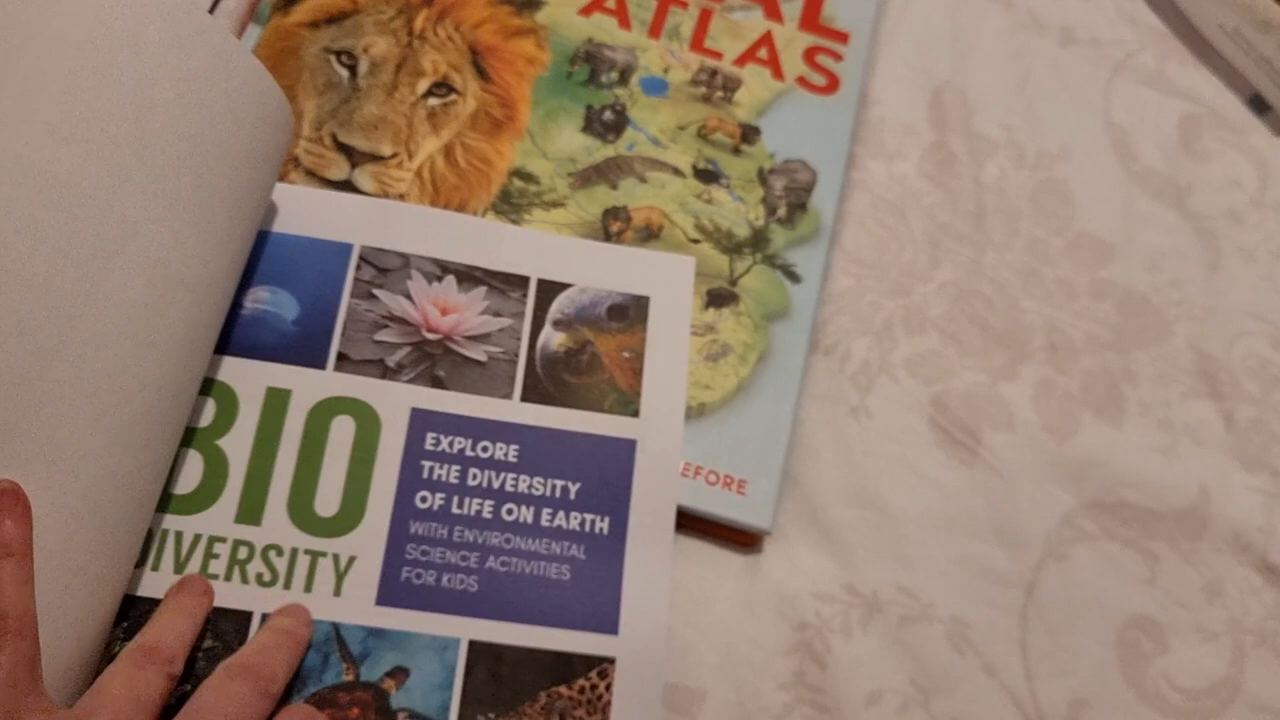 ATLAS
EFORE
BIO
DIVERSITY
EXPLORE
THE DIVERSITY
OF LIFE ON EARTH
WITH ENVIRONMENTAL
SCIENCE ACTIVITIES
FOR KIDS